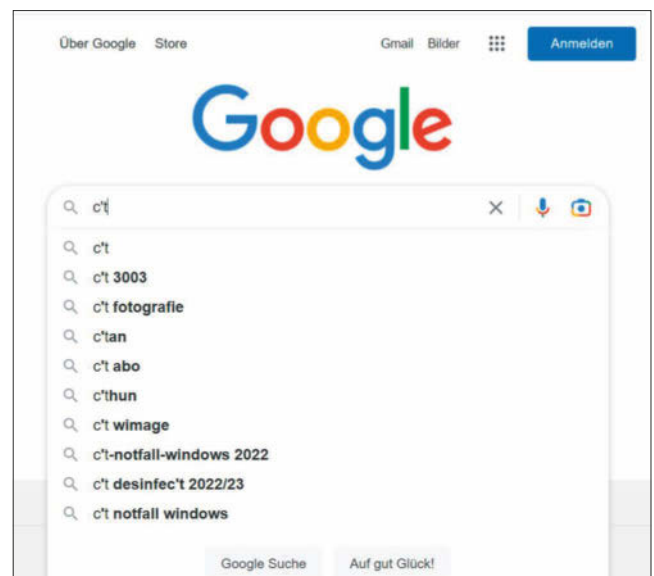 Über Google Store Gmail Bilder Anmelden
Google
c't
c't
c't 3003
c't fotografie
c'tan
c't abo
c'thun
c't wimage
c't-notfall-windows 2022
c't desinfec't 2022/23
c't notfall windows
Google Suche Auf gut Glück!